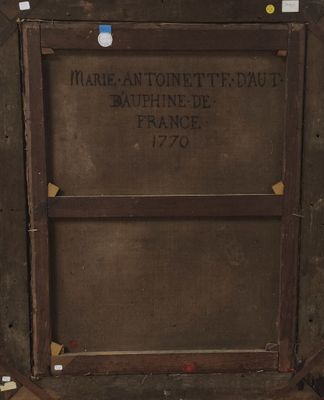 MARIE·ANTOINETTE·D'AUT·
DAUPHINE·DE·
FRANCE·
1770